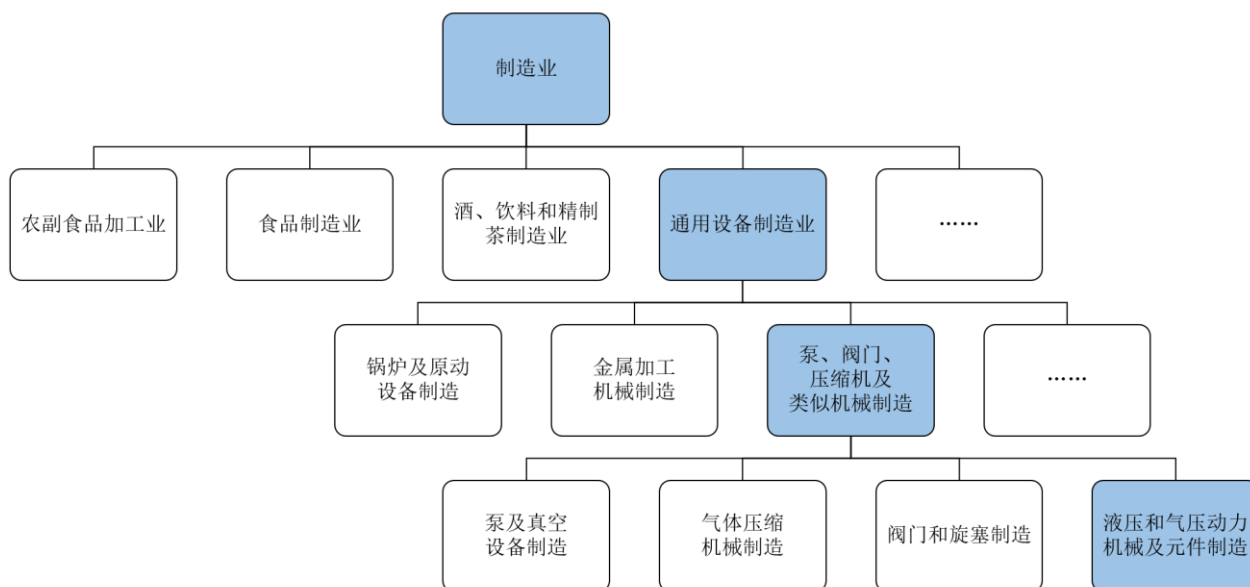 制造业
农副食品加工业
食品制造业
酒、饮料和精制
茶制造业
通用设备制造业
……
锅炉及原动
设备制造
金属加工
机械制造
泵、阀门、
压缩机及
类似机械制造
……
泵及真空
设备制造
气体压缩
机械制造
阀门和旋塞制造
液压和气压动力
机械及元件制造